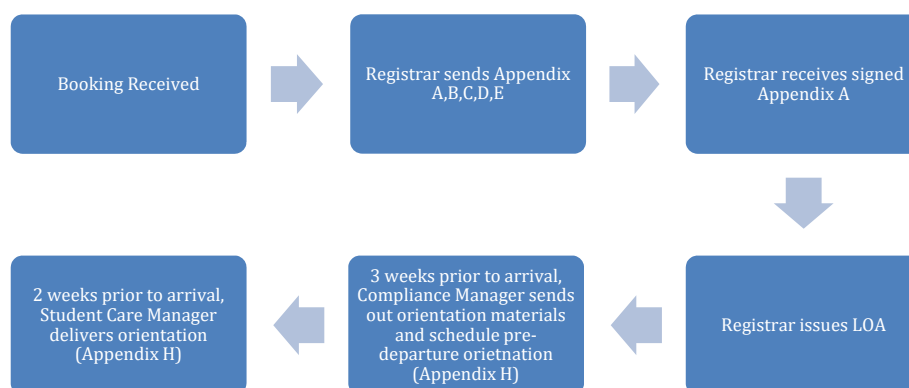 Booking Received
Registrar sends Appendix
A,B,C,D,E
Registrar receives signed
Appendix A
Registrar issues LOA
3 weeks prior to arrival,
Compliance Manager sends
out orientation materials
and schedule pre-
departure orietnation
(Appendix H)
2 weeks prior to arrival,
Student Care Manager
delivers orientation
(Appendix H)